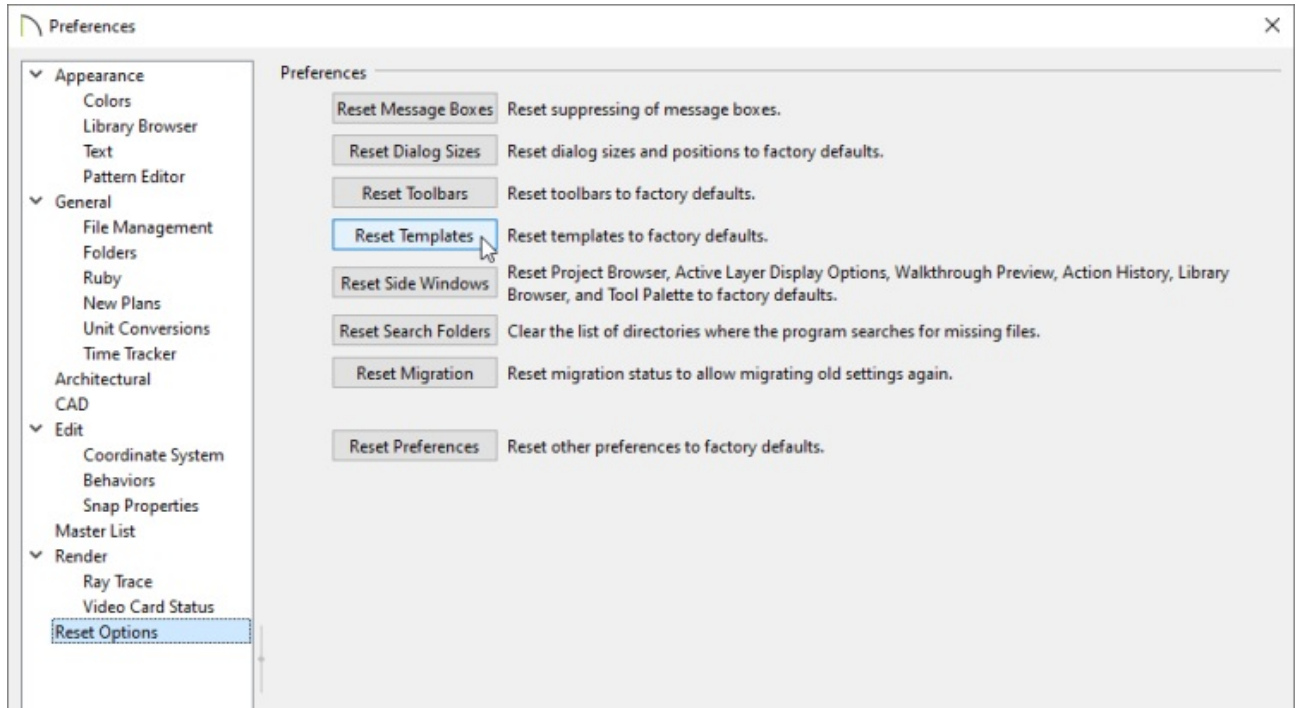 Preferences
Appearance
Colors
Library Browser
Text
Pattern Editor
General
File Management
Folders
Ruby
New Plans
Unit Conversions
Time Tracker
Architectural
CAD
Edit
Coordinate System
Behaviors
Snap Properties
Master List
Render
Ray Trace
Video Card Status
Reset Options
Preferences
Reset Message Boxes Reset suppressing of message boxes.
Reset Dialog Sizes Reset dialog sizes and positions to factory defaults.
Reset Toolbars Reset toolbars to factory defaults.
Reset Templates Reset templates to factory defaults.
Reset Side Windows Reset Project Browser, Active Layer Display Options, Walkthrough Preview, Action History, Library
Browser, and Tool Palette to factory defaults.
Reset Search Folders Clear the list of directories where the program searches for missing files.
Reset Migration Reset migration status to allow migrating old settings again.
Reset Preferences Reset other preferences to factory defaults.